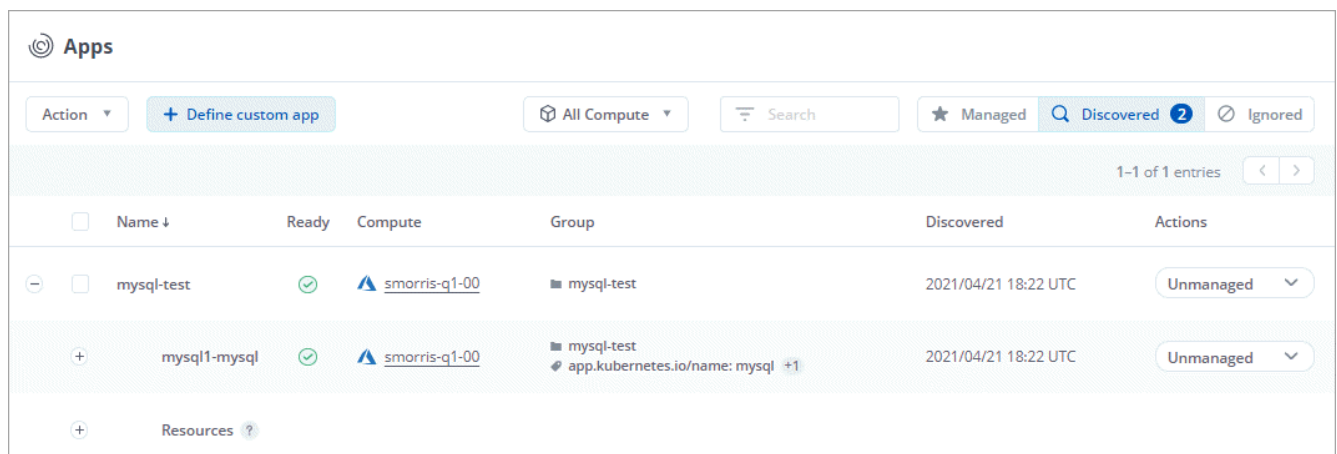 Apps
Action + Define custom app All Compute Search Managed Discovered 2 Ignored
1–1 of 1 entries < >
Name ↓ Ready Compute Group Discovered Actions
mysql-test smorris-q1-00 mysql-test 2021/04/21 18:22 UTC Unmanaged
mysql1-mysql smorris-q1-00 mysql-test 2021/04/21 18:22 UTC Unmanaged
app.kubernetes.io/name: mysql +1
Resources ?